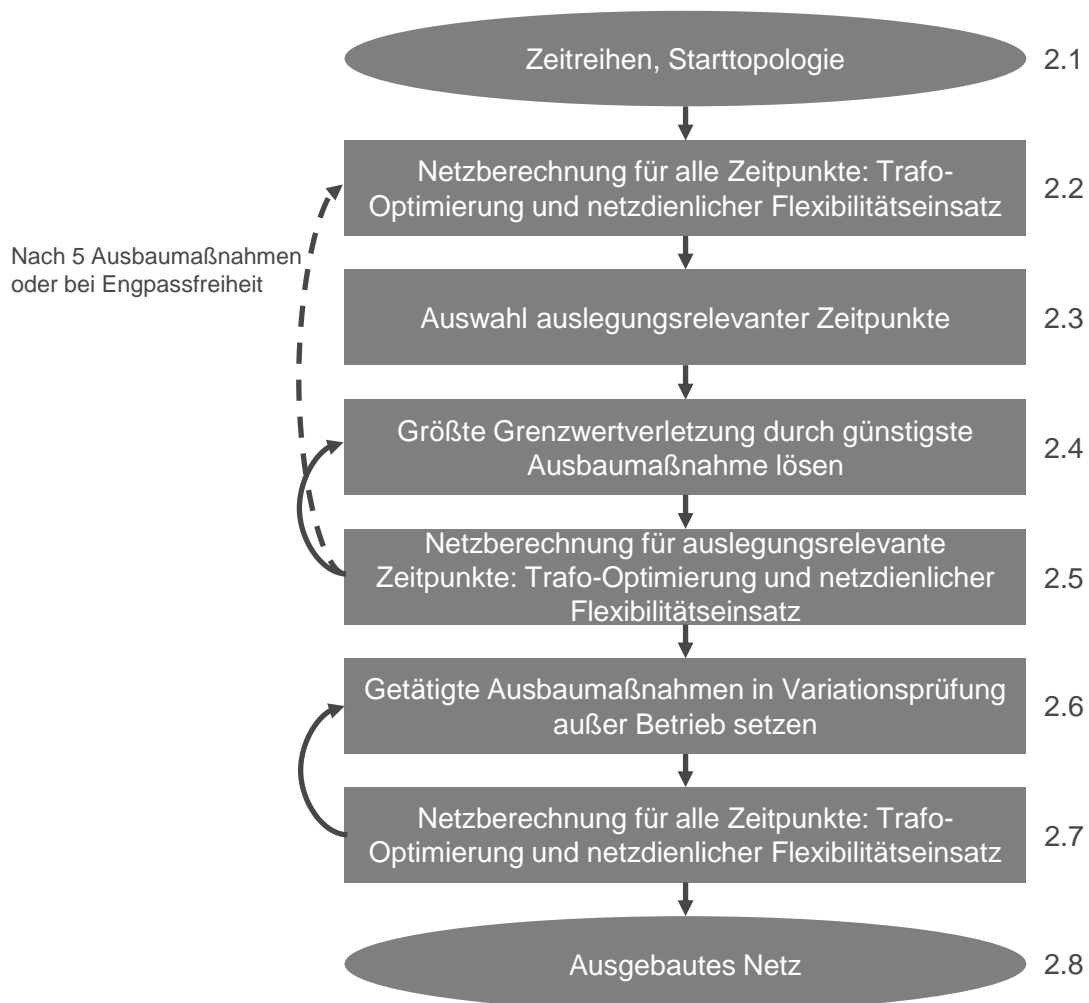 Zeitreihen, Starttopologie
2.1
Netzberechnung für alle Zeitpunkte: Trafo-
Optimierung und netzdienlicher Flexibilitätseinsatz
2.2
Nach 5 Ausbaumaßnahmen
oder bei Engpassfreiheit
Auswahl auslegungsrelevanter Zeitpunkte
2.3
Größte Grenzwertverletzung durch günstigste
Ausbaumaßnahme lösen
2.4
Netzberechnung für auslegungsrelevante
Zeitpunkte: Trafo-Optimierung und netzdienlicher
Flexibilitätseinsatz
2.5
Getätigte Ausbaumaßnahmen in Variationsprüfung
außer Betrieb setzen
2.6
Netzberechnung für alle Zeitpunkte: Trafo-
Optimierung und netzdienlicher Flexibilitätseinsatz
2.7
Ausgebautes Netz
2.8